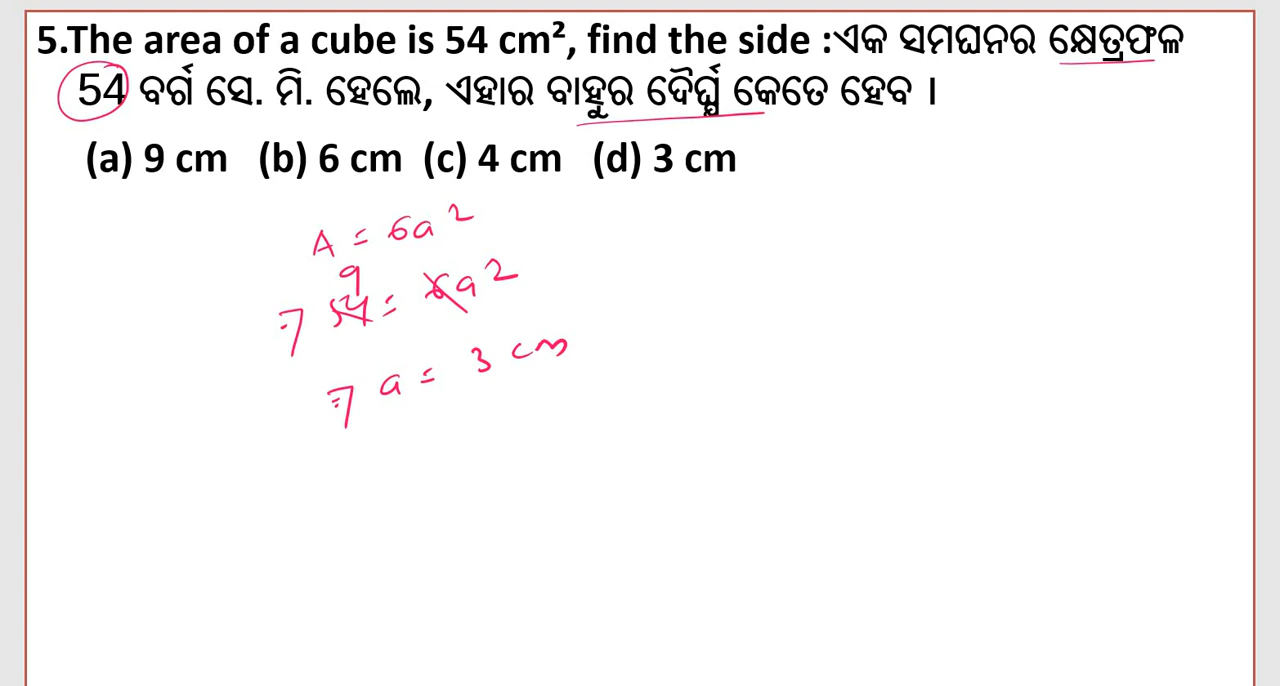 5.The area of a cube is 54 cm², find the side :ଏକ ସମଘନର କ୍ଷେତ୍ରଫଳ
54 ବର୍ଗ ସେ. ମି. ହେଲେ, ଏହାର ବାହୁର ଦୈର୍ଘ୍ଯ କେତେ ହେବ ।
(a) 9 cm (b) 6 cm (c) 4 cm (d) 3 cm
A = 6a²
9
⇒ 54 = 6a²
⇒ a = 3 cm